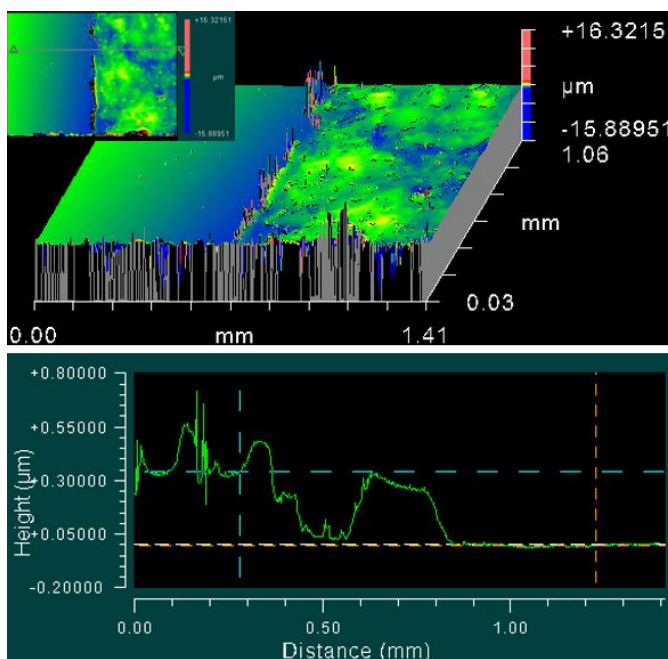 +16.32151
µm
-15.88951
+16.3215
µm
-15.88951
1.06
mm
0.03
0.00 mm 1.41
+0.80000
+0.55000
+0.30000
+0.05000
-0.20000
Height (µm)
0.00 0.50 1.00
Distance (mm)